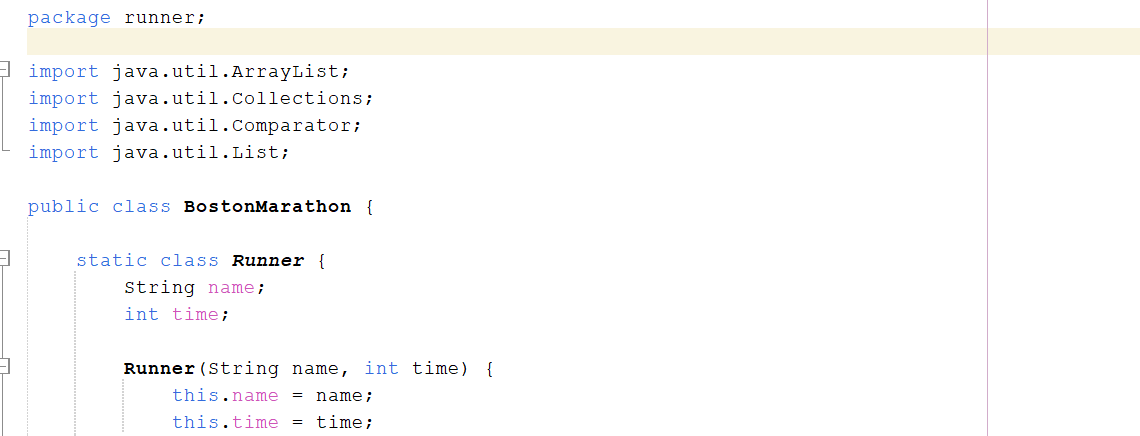 package runner;
import java.util.ArrayList;
import java.util.Collections;
import java.util.Comparator;
import java.util.List;
public class BostonMarathon {
static class Runner {
String name;
int time;
Runner(String name, int time) {
this.name = name;
this.time = time;